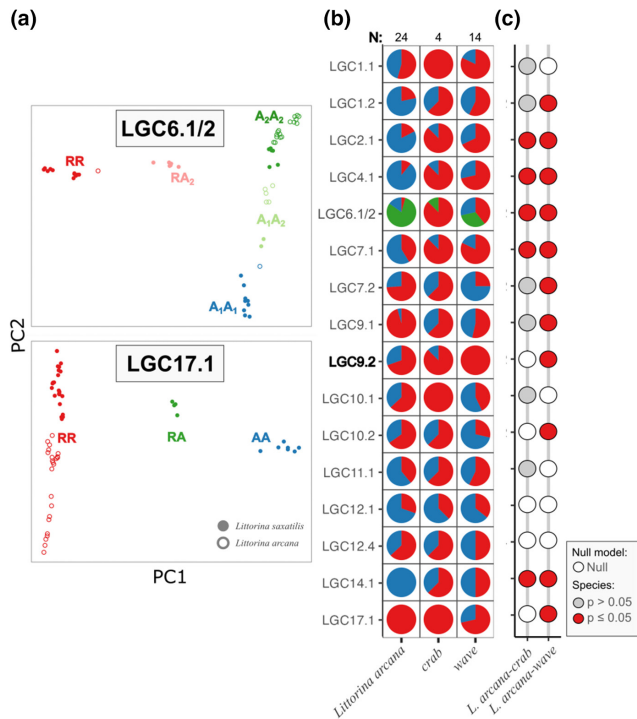 (a)
LGC6.1/2
A₂A₂
RR
RA₂
A₁A₂
A₁A₁
PC2
LGC17.1
RR
RA
AA
Littorina saxatilis
Littorina arcana
PC1
(b)
N: 24 4 14
LGC1.1
LGC1.2
LGC2.1
LGC4.1
LGC6.1/2
LGC7.1
LGC7.2
LGC9.1
LGC9.2
LGC10.1
LGC10.2
LGC11.1
LGC12.1
LGC12.4
LGC14.1
LGC17.1
Littorina arcana
crab
wave
(c)
L. arcana-crab
L. arcana-wave
Null model:
Null
Species:
p > 0.05
p ≤ 0.05